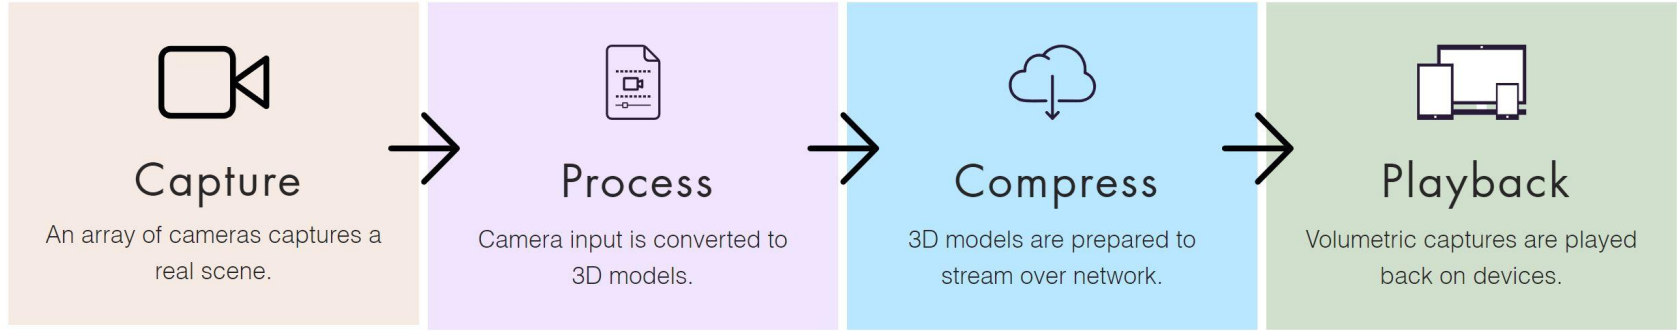 Capture
An array of cameras captures a
real scene.
Process
Camera input is converted to
3D models.
Compress
3D models are prepared to
stream over network.
Playback
Volumetric captures are played
back on devices.